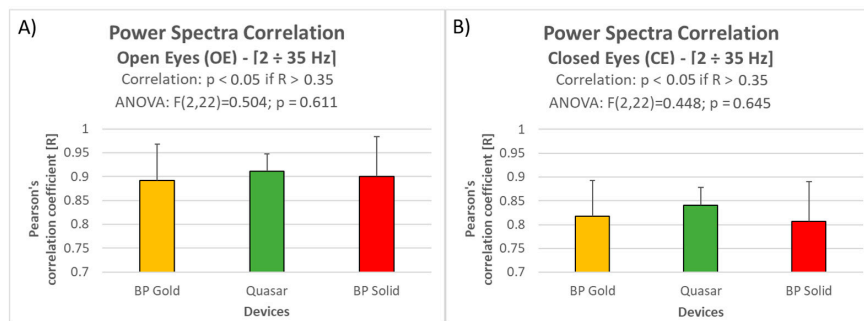 A)
Power Spectra Correlation
Open Eyes (OE) - [2 ÷ 35 Hz]
Correlation: p < 0.05 if R > 0.35
ANOVA: F(2,22)=0.504; p = 0.611
Pearson's
correlation coefficient [R]
1
0.95
0.9
0.85
0.8
0.75
0.7
BP Gold Quasar BP Solid
Devices
B)
Power Spectra Correlation
Closed Eyes (CE) - [2 ÷ 35 Hz]
Correlation: p < 0.05 if R > 0.35
ANOVA: F(2,22)=0.448; p = 0.645
Pearson's
correlation coefficient [R]
1
0.95
0.9
0.85
0.8
0.75
0.7
BP Gold Quasar BP Solid
Devices